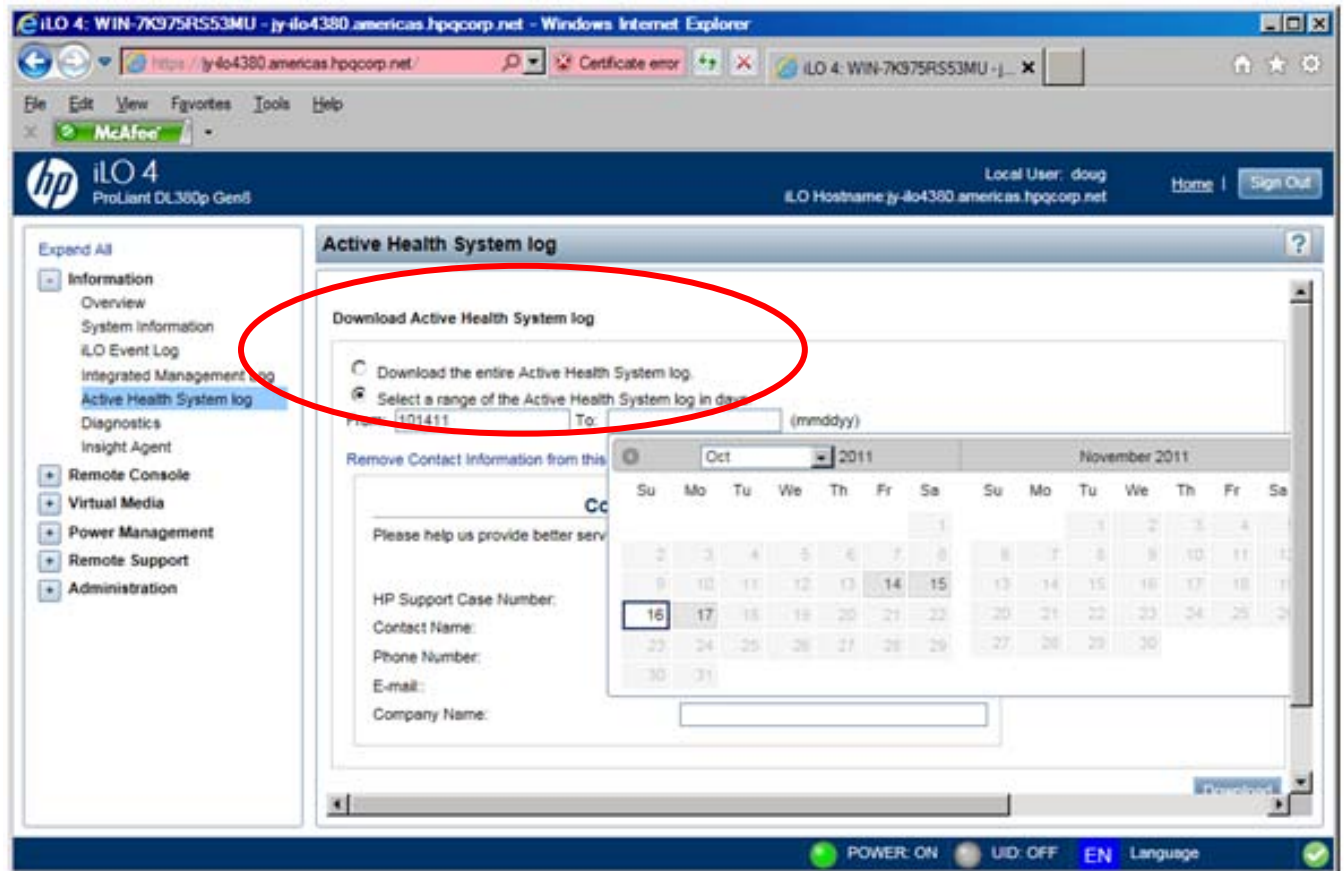 iLO 4: WIN-7K975RS53MU - jy-ilo4380.americas.hpqcorp.net - Windows Internet Explorer
https://jy-ilo4380.americas.hpqcorp.net/ Certificate error iLO 4: WIN-7K975RS53MU - j...
File Edit View Favorites Tools Help
McAfee
hp iLO 4
ProLiant DL380p Gen8
Local User: doug
iLO Hostname:jy-ilo4380.americas.hpqcorp.net
Home | Sign Out
Expand All
Information
Overview
System Information
iLO Event Log
Integrated Management Log
Active Health System log
Diagnostics
Insight Agent
Remote Console
Virtual Media
Power Management
Remote Support
Administration
Active Health System log ?
Download Active Health System log
Download the entire Active Health System log.
Select a range of the Active Health System log in days
From: 101411 To: (mmddyy)
Remove Contact Information from this
Co
Please help us provide better serv
HP Support Case Number:
Contact Name:
Phone Number:
E-mail:
Company Name:
Oct 2011 November 2011
Su Mo Tu We Th Fr Sa Su Mo Tu We Th Fr Sa
1 1 2 3 4
2 3 4 5 6 7 8 6 7 8 9 10 11 12
9 10 11 12 13 14 15 13 14 15 16 17 18
16 17 18 19 20 21 22 20 21 22 23 24 25
23 24 25 26 27 28 29 27 28 29 30
30 31
Download
POWER: ON UID: OFF EN Language